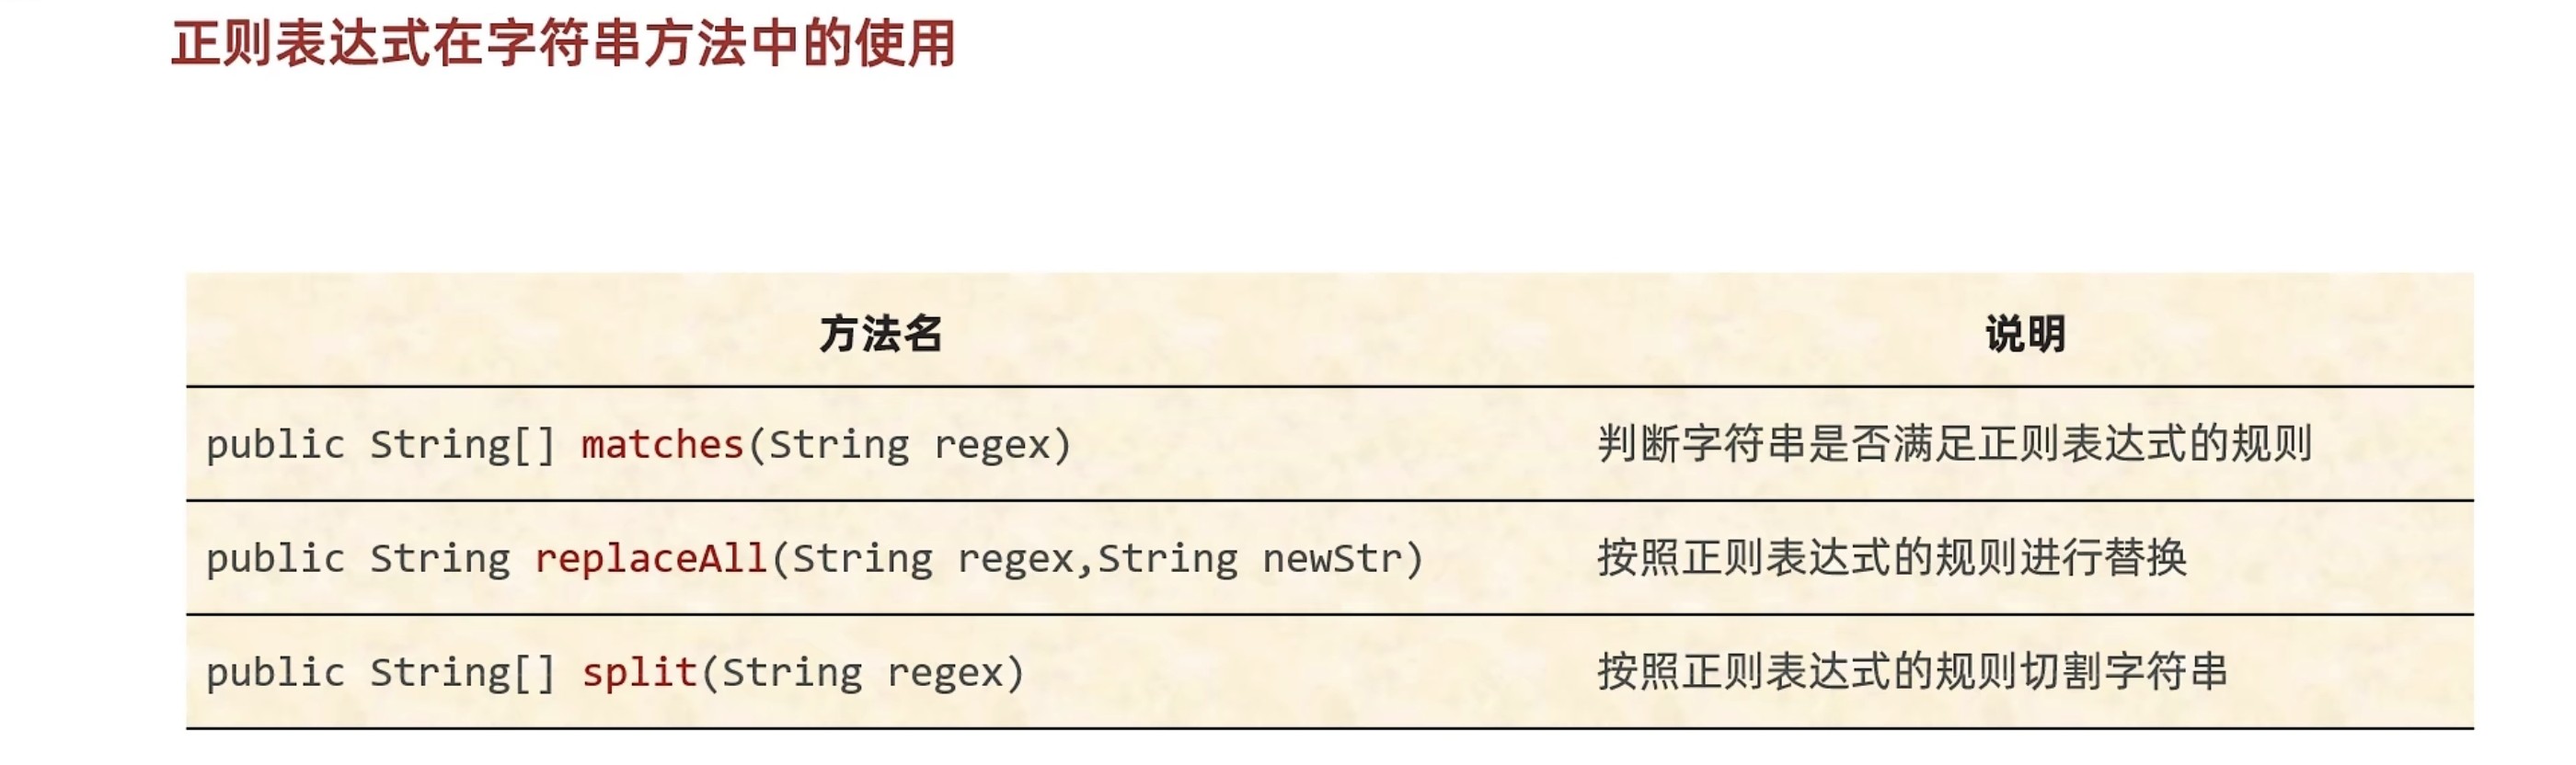 正则表达式在字符串方法中的使用
方法名 说明
public String[] matches(String regex) 判断字符串是否满足正则表达式的规则
public String replaceAll(String regex,String newStr) 按照正则表达式的规则进行替换
public String[] split(String regex) 按照正则表达式的规则切割字符串